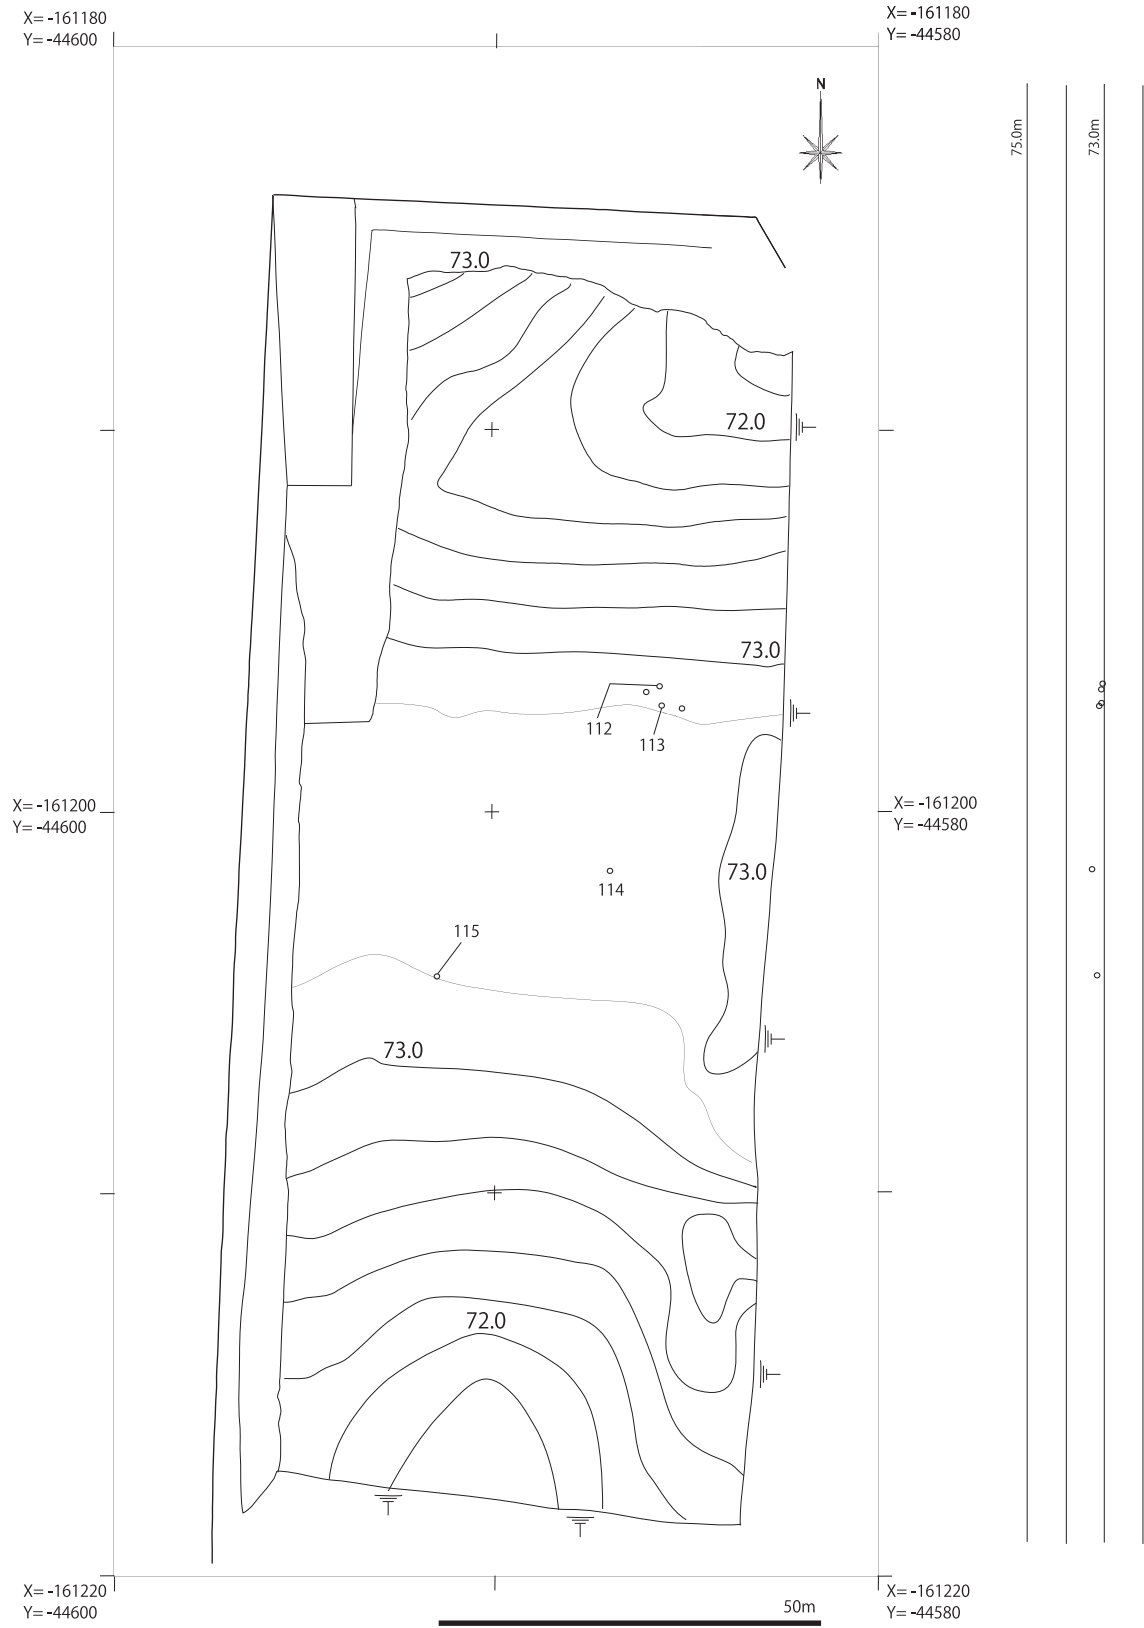 X= -161180
Y= -44600
X= -161180
Y= -44580
N
75.0m
73.0m
73.0
72.0
73.0
112
113
X= -161200
Y= -44600
X= -161200
Y= -44580
73.0
114
115
73.0
72.0
X= -161220
Y= -44600
X= -161220
Y= -44580
50m